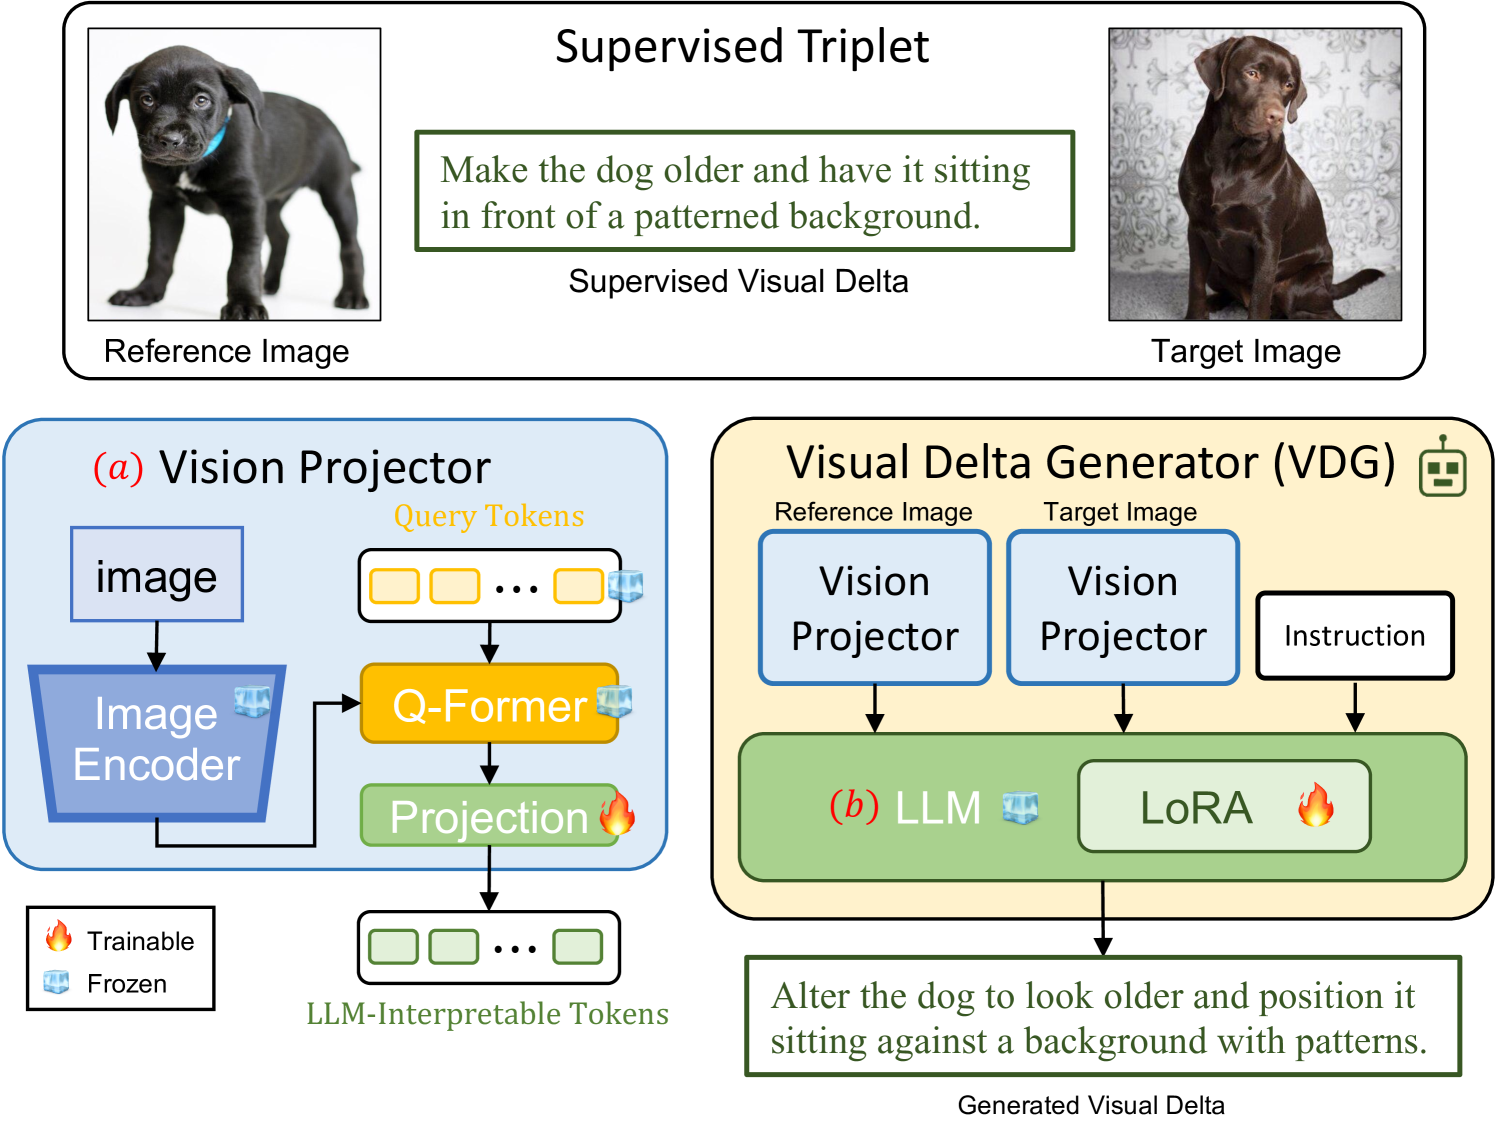 Supervised Triplet
Make the dog older and have it sitting
in front of a patterned background.
Supervised Visual Delta
Reference Image
Target Image
(a) Vision Projector
Query Tokens
image
...
Image
Encoder
Q-Former
Projection
...
LLM-Interpretable Tokens
Trainable
Frozen
Visual Delta Generator (VDG)
Reference Image
Target Image
Vision
Projector
Vision
Projector
Instruction
(b) LLM
LoRA
Alter the dog to look older and position it
sitting against a background with patterns.
Generated Visual Delta